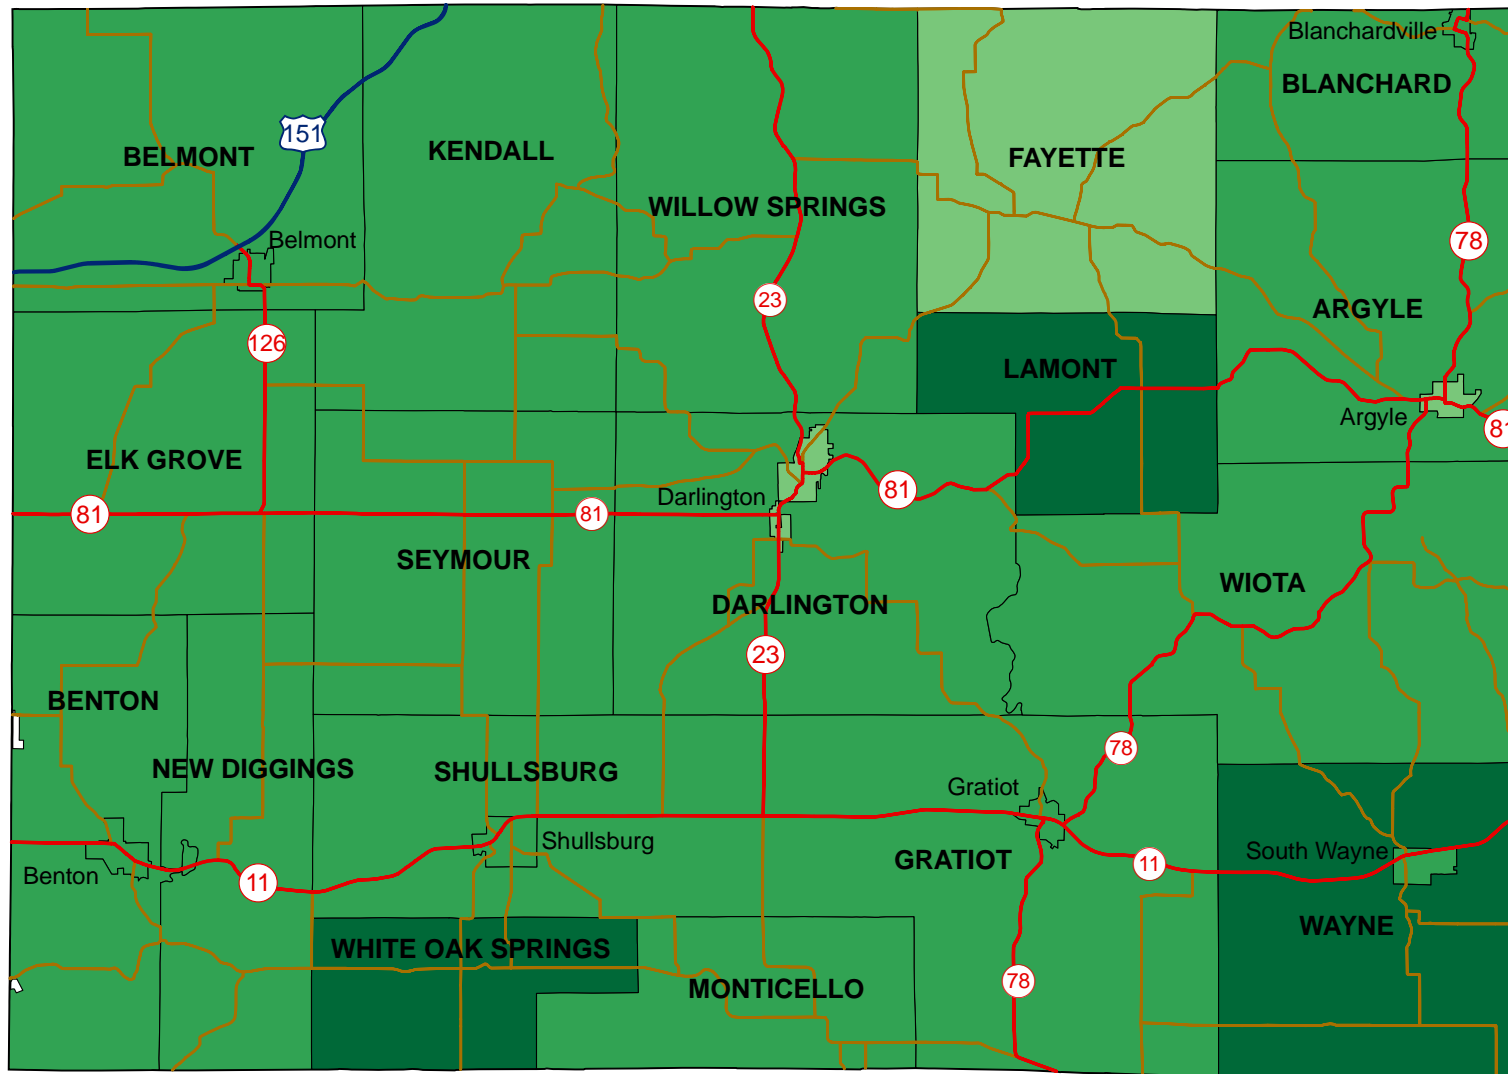 Blanchardville
BLANCHARD
151
BELMONT
KENDALL
FAYETTE
WILLOW SPRINGS
Belmont
78
23
ARGYLE
126
LAMONT
Argyle
81
ELK GROVE
Darlington
81
81
81
SEYMOUR
WIOTA
DARLINGTON
23
BENTON
78
NEW DIGGINGS
SHULLSBURG
Gratiot
Shullsburg
South Wayne
GRATIOT
11
Benton
11
WAYNE
WHITE OAK SPRINGS
78
MONTICELLO